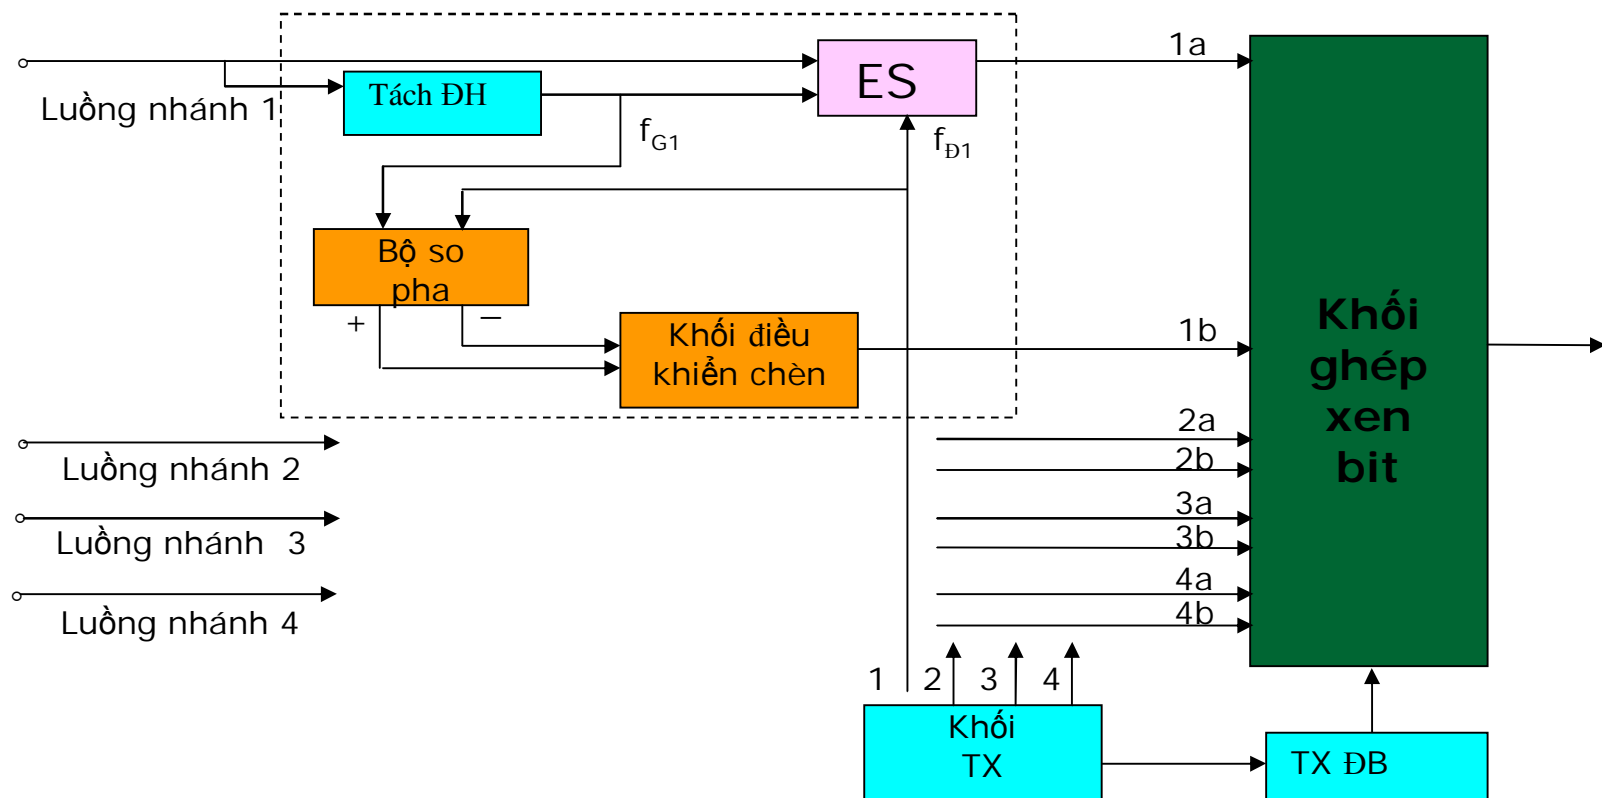 1a
ES
Tách ĐH
Luồng nhánh 1
fG1
fĐ1
Bộ so
pha
+
−
Khối điều
khiển chèn
1b
Khối
ghép
xen
bit
2a
Luồng nhánh 2
2b
3a
Luồng nhánh 3
3b
4a
Luồng nhánh 4
4b
1 2 3 4
Khối
TX
TX ĐB